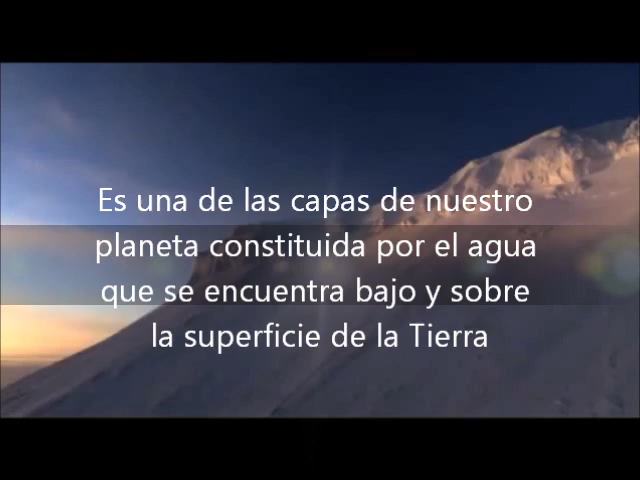 Es una de las capas de nuestro
planeta constituida por el agua
que se encuentra bajo y sobre
la superficie de la Tierra